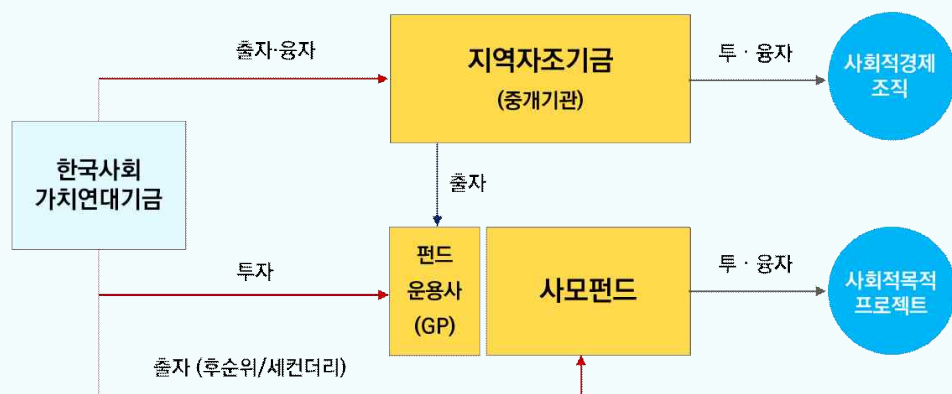 출자·융자
지역자조기금
(중개기관)
투 · 융자
사회적경제
조직
한국사회
가치연대기금
출자
투자
펀드
운용사
(GP)
사모펀드
투 · 융자
사회적목적
프로젝트
출자 (후순위/세컨더리)